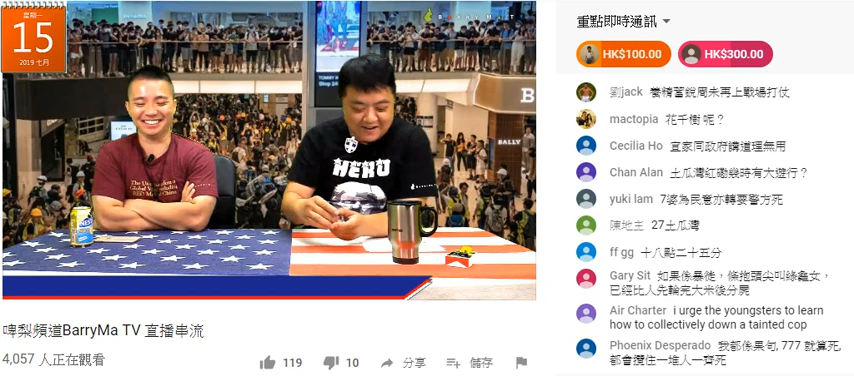 星期一
15
2019 七月
BARRYMA TV
BALLY
HERO
啤梨頻道BarryMa TV 直播串流
4,057 人正在觀看
119
10
分享
儲存
重點即時通訊
HK$100.00
HK$300.00
劉jack 養精蓄銳周未再上戰場打仗
mactopia 花千樹 呢？
Cecilia Ho 宜家同政府講道理無用
Chan Alan 土瓜灣红磡幾時有大遊行？
yuki lam 7婆為民意亦轉要警方死
陳地主 27土瓜灣
ff gg 十八點二十五分
Gary Sit 如果係暴徒，條抱頭尖叫綠龜女，
已經比人先輪完大米後分屍
Air Charter i urge the youngsters to learn
how to collectively down a tainted cop
Phoenix Desperado 我都係果句, 777 就算死,
都會攬住一堆人一齊死